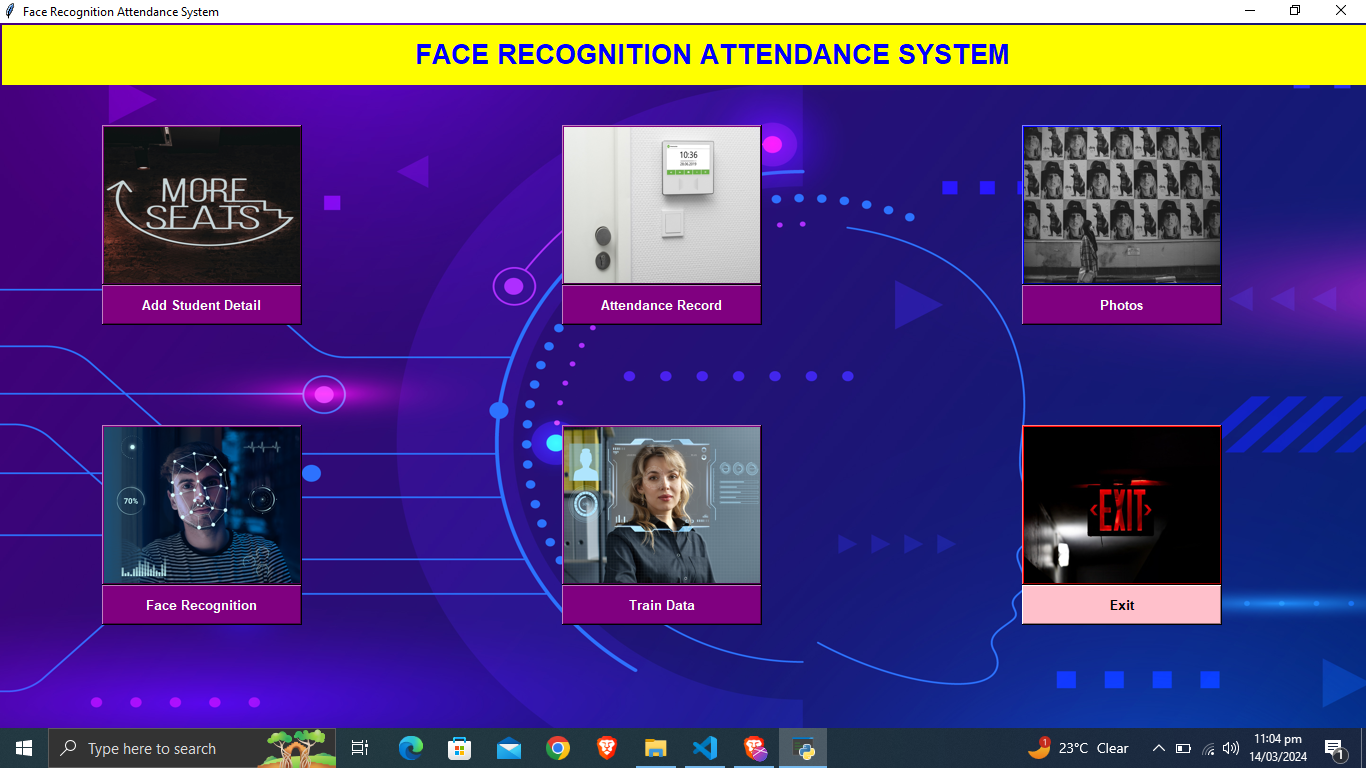 Face Recognition Attendance System
FACE RECOGNITION ATTENDANCE SYSTEM
MORE
SEATS
10:36
Add Student Detail
Attendance Record
Photos
70%
EXIT
Face Recognition
Train Data
Exit
Type here to search
1
23°C Clear
11:04 pm
14/03/2024
1